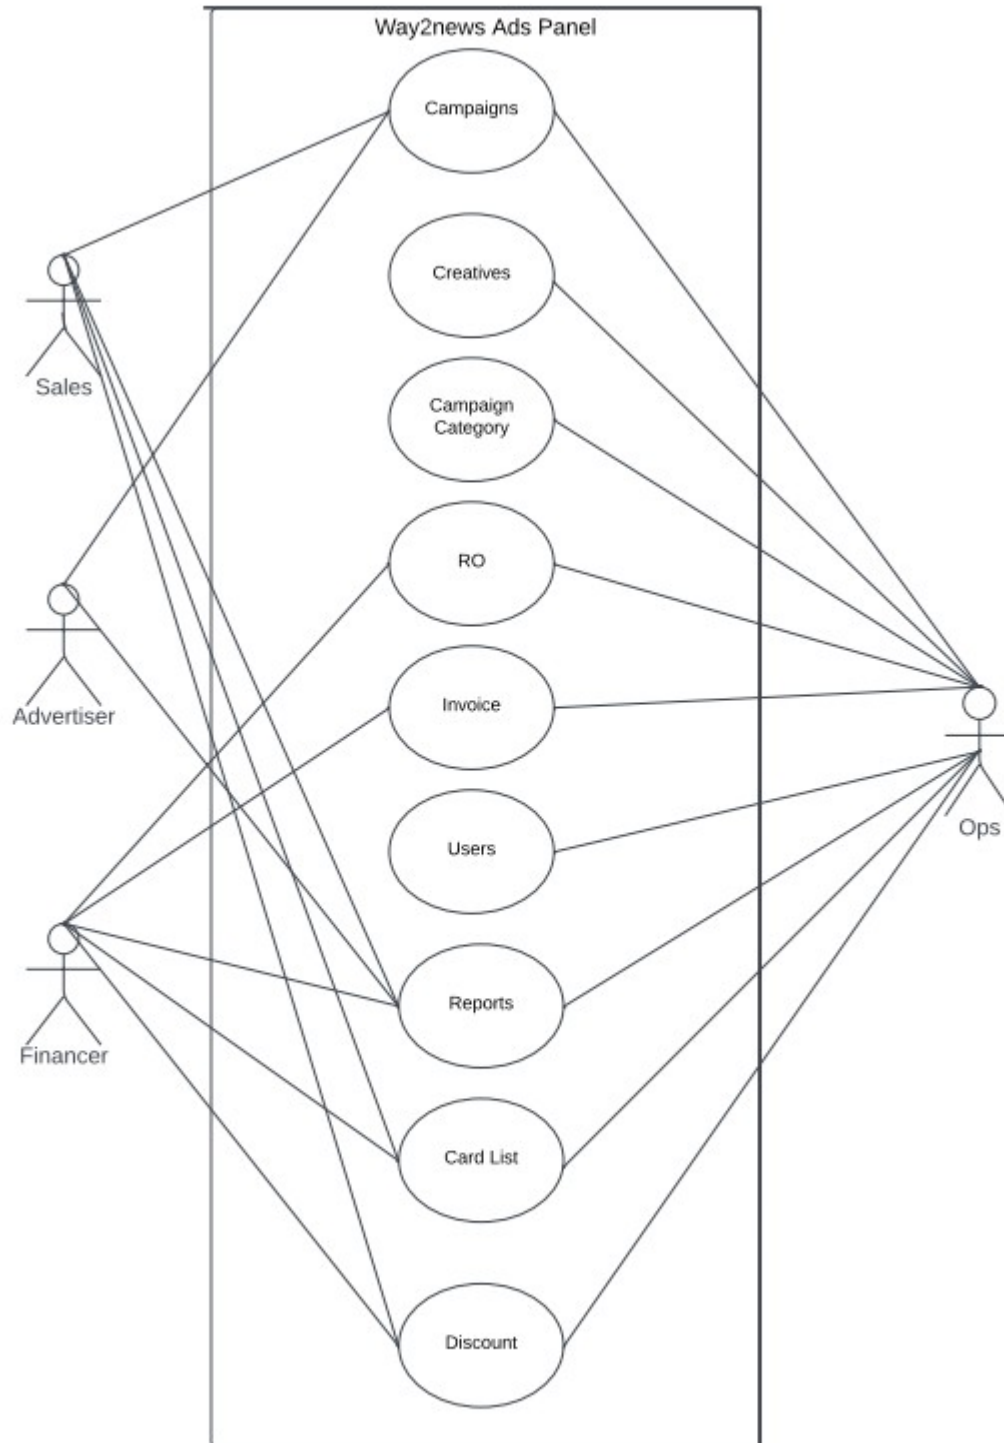 Way2news Ads Panel
Campaigns
Creatives
Sales
Campaign
Category
RO
Advertiser
Invoice
Ops
Users
Reports
Financer
Card List
Discount